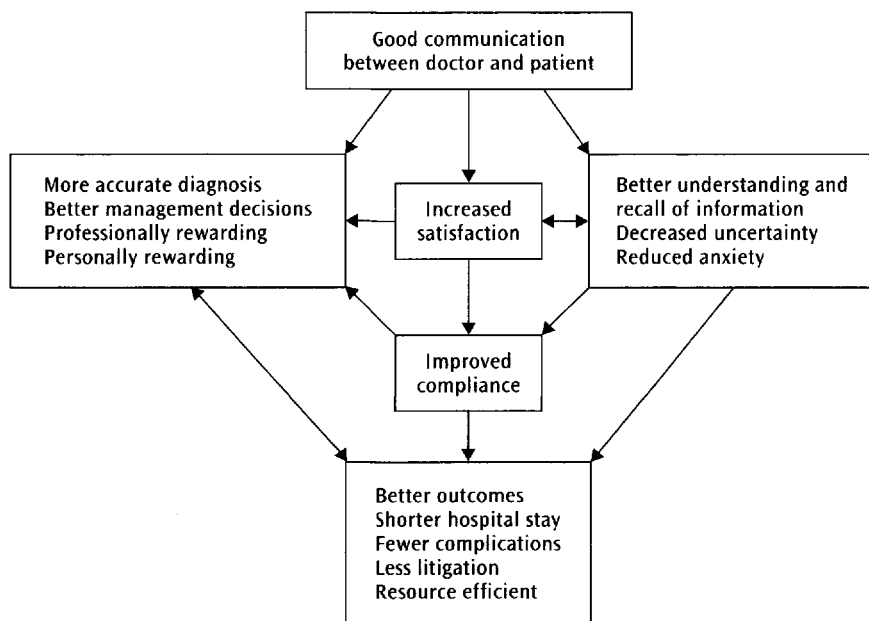 Good communication
between doctor and patient
More accurate diagnosis
Better management decisions
Professionally rewarding
Personally rewarding
Increased
satisfaction
Better understanding and
recall of information
Decreased uncertainty
Reduced anxiety
Improved
compliance
Better outcomes
Shorter hospital stay
Fewer complications
Less litigation
Resource efficient